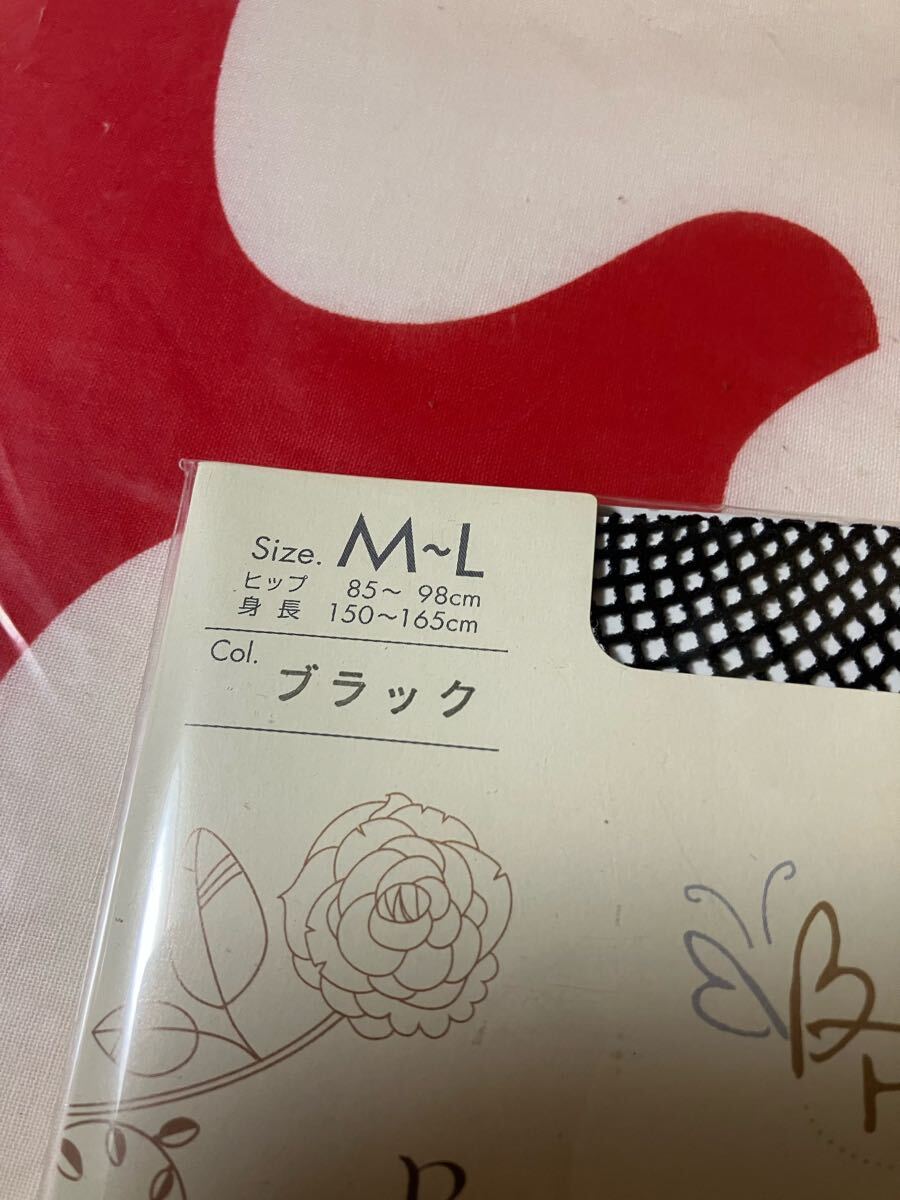 Size. M~L
ヒップ 85～98cm
身長 150～165cm
Col.
ブラック
B